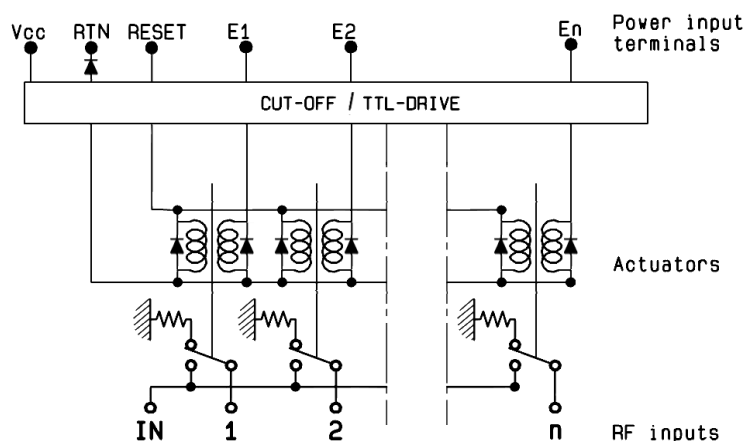 Vcc RTN RESET E1 E2 En Power input
terminals
CUT-OFF / TTL-DRIVE
Actuators
IN 1 2 n RF inputs